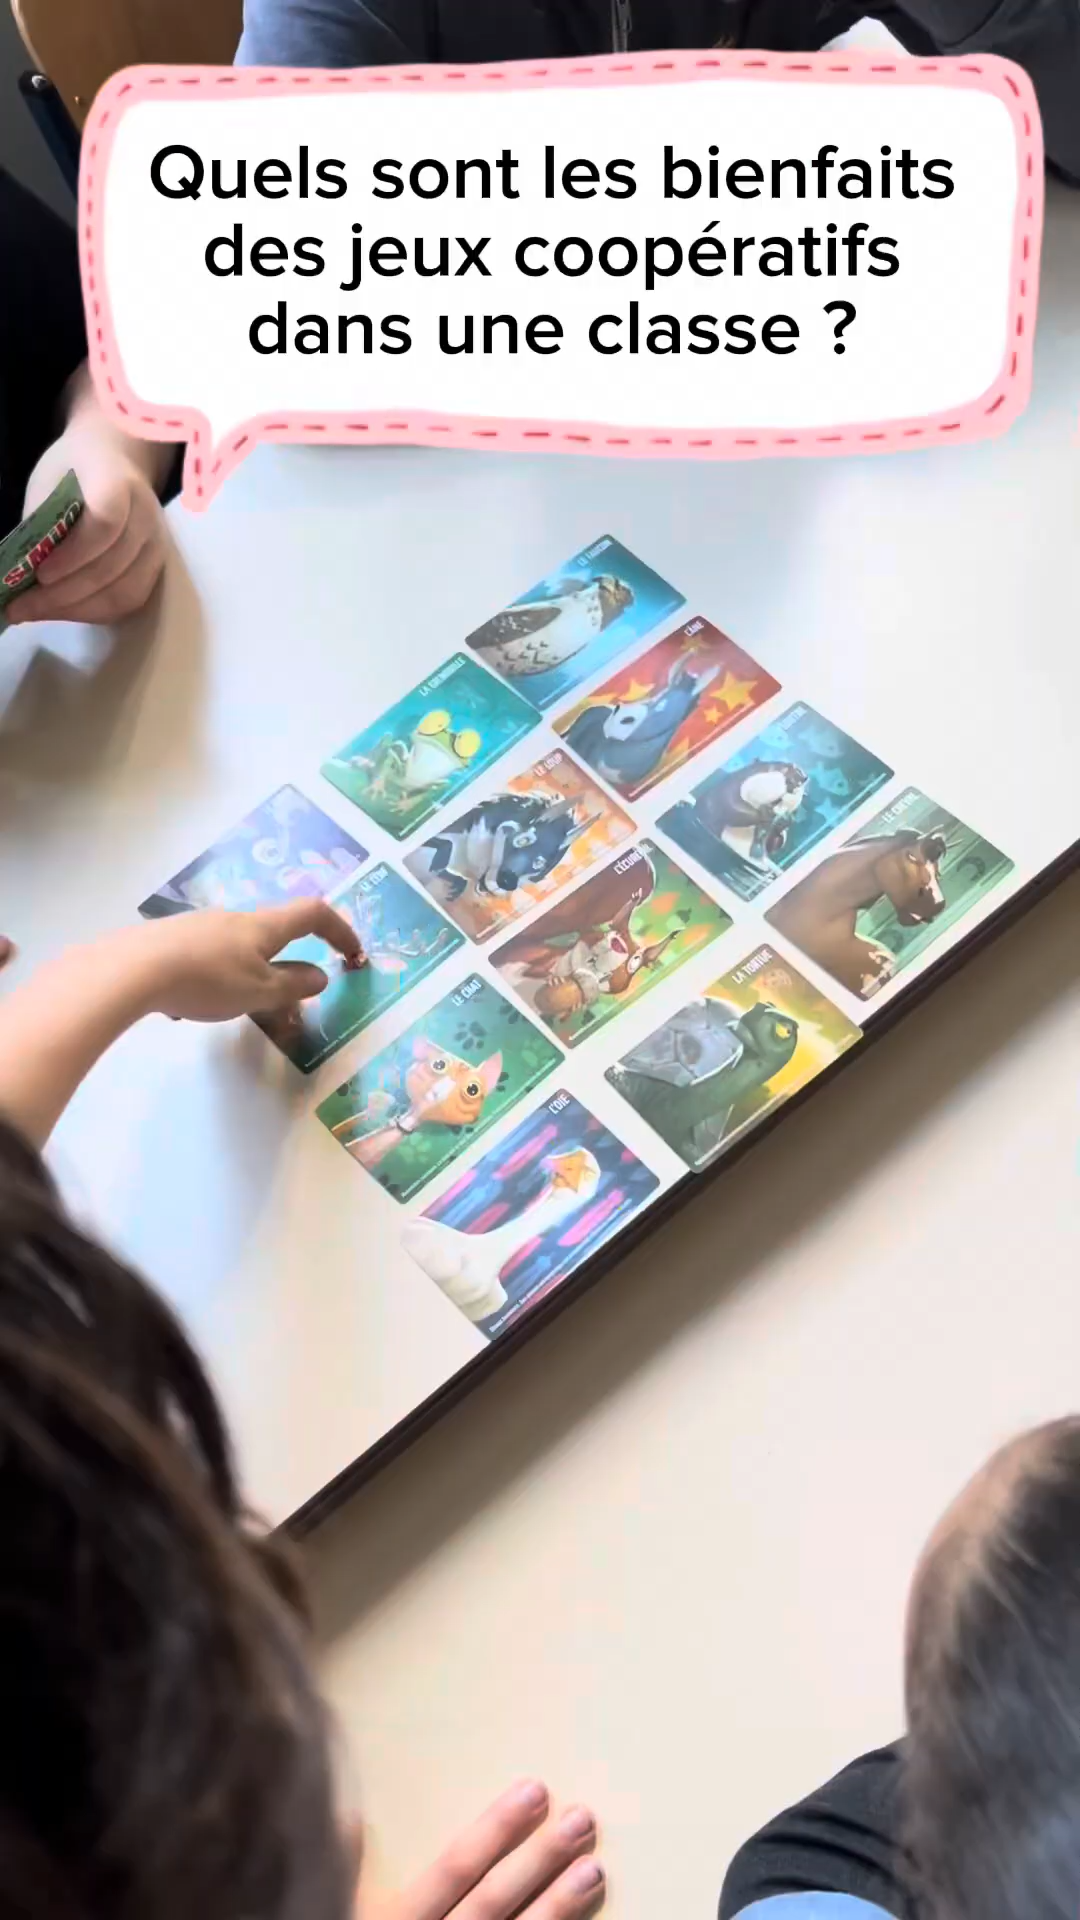 Quels sont les bienfaits
des jeux coopératifs
dans une classe ?
LE FAUCON
L'ÂNE
LA GRENOUILLE
LE LOUP
LE CHEVAL
L'ÉCUREUIL
LE CERF
LA TORTUE
LE CHAT
L'OIE